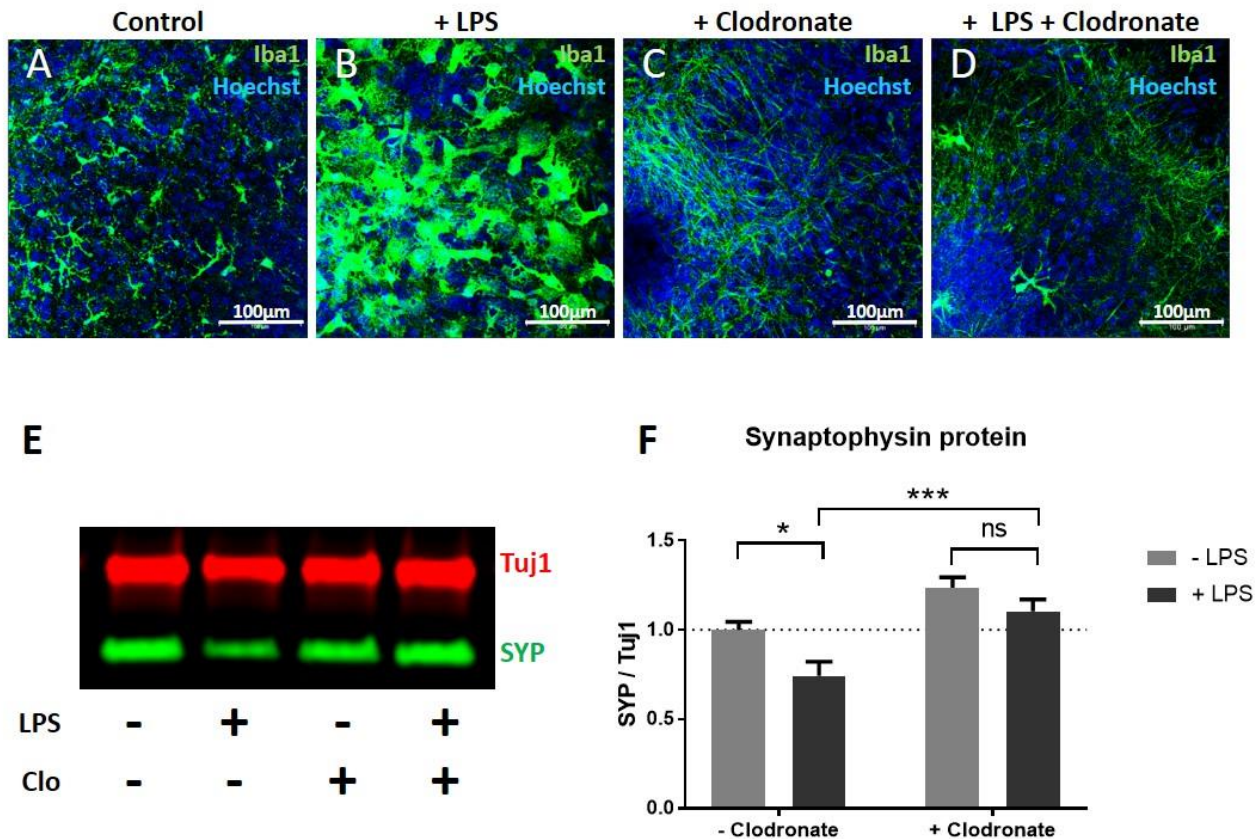 Control
+ LPS
+ Clodronate
+ LPS + Clodronate
A
Iba1
Hoechst
100µm
B
Iba1
Hoechst
100µm
C
Iba1
Hoechst
100µm
D
Iba1
Hoechst
100µm
100 µm
E
Tuj1
SYP
LPS - + - +
Clo - - + +
F
Synaptophysin protein
***
*
ns
1.5
1.0
0.5
0.0
SYP / Tuj1
- LPS
+ LPS
- Clodronate
+ Clodronate